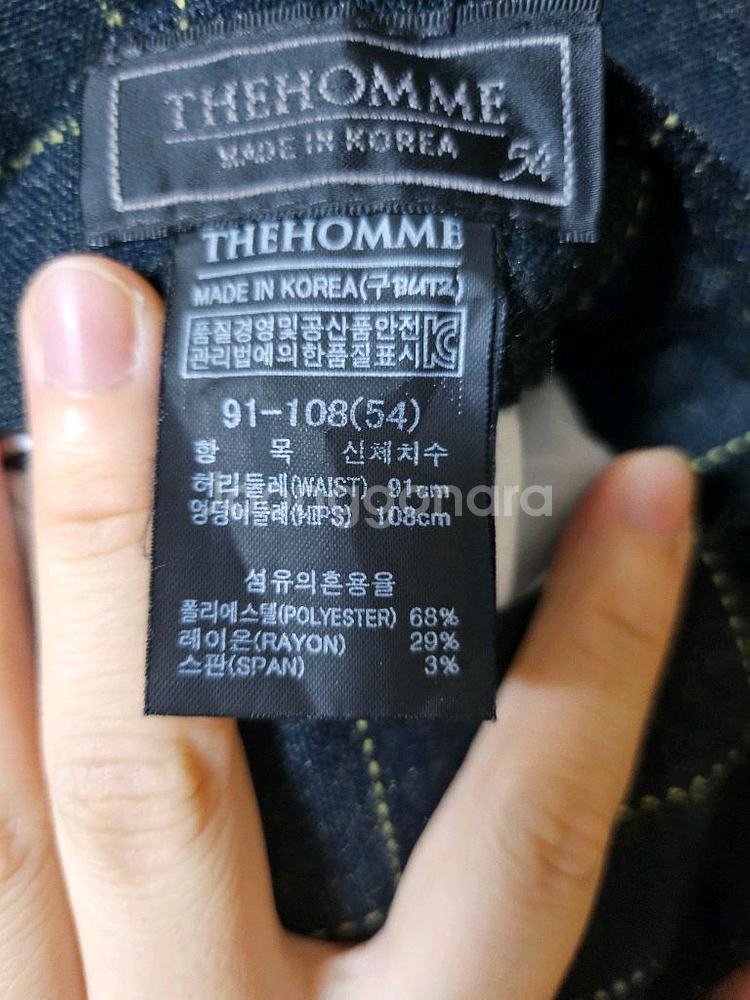 THEHOMME
MADE IN KOREA
54
THEHOMME
MADE IN KOREA(구BLITZ)
품질경영및공산품안전
관리법에의한품질표시
91-108(54)
항 목 신체치수
허리둘레(WAIST) 91cm
엉덩이둘레(HIPS) 108cm
섬유의혼용율
폴리에스텔(POLYESTER) 68%
레이온(RAYON) 29%
스판(SPAN) 3%